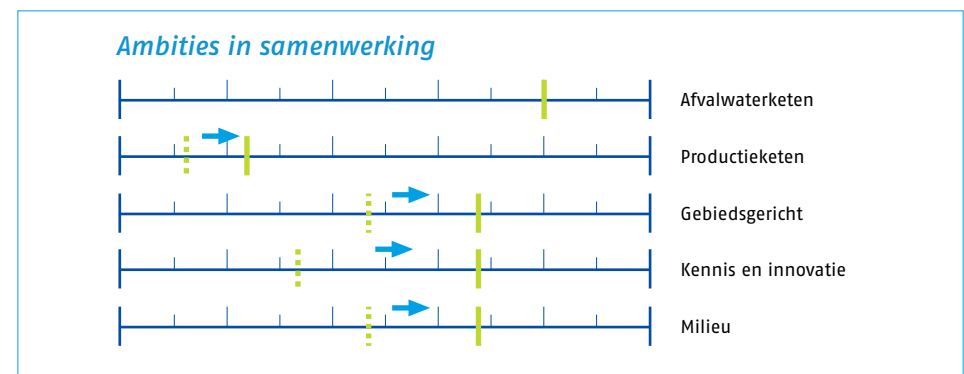 Ambities in samenwerking
Afvalwaterketen
Productieketen
Gebiedsgericht
Kennis en innovatie
Milieu